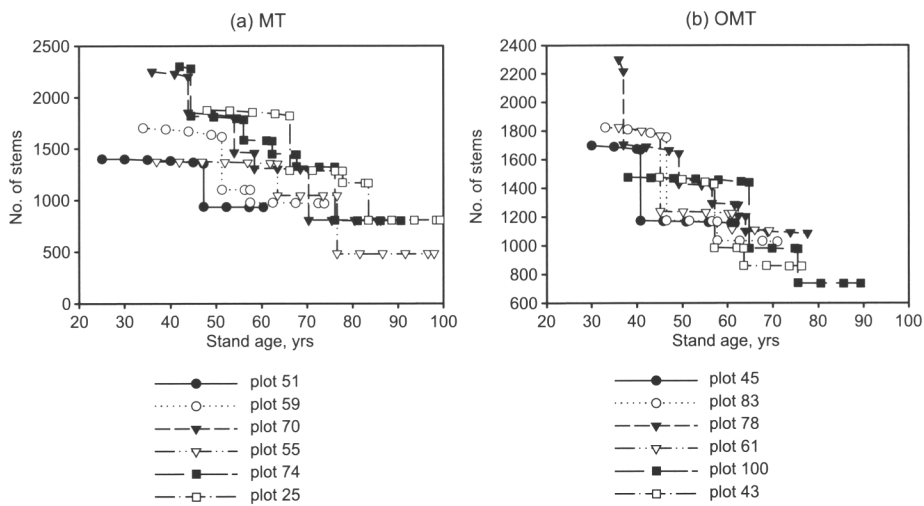 (a) MT
No. of stems
2500
2000
1500
1000
500
0
20 30 40 50 60 70 80 90 100
Stand age, yrs
plot 51
plot 59
plot 70
plot 55
plot 74
plot 25
(b) OMT
No. of stems
2400
2200
2000
1800
1600
1400
1200
1000
800
600
20 30 40 50 60 70 80 90 100
Stand age, yrs
plot 45
plot 83
plot 78
plot 61
plot 100
plot 43